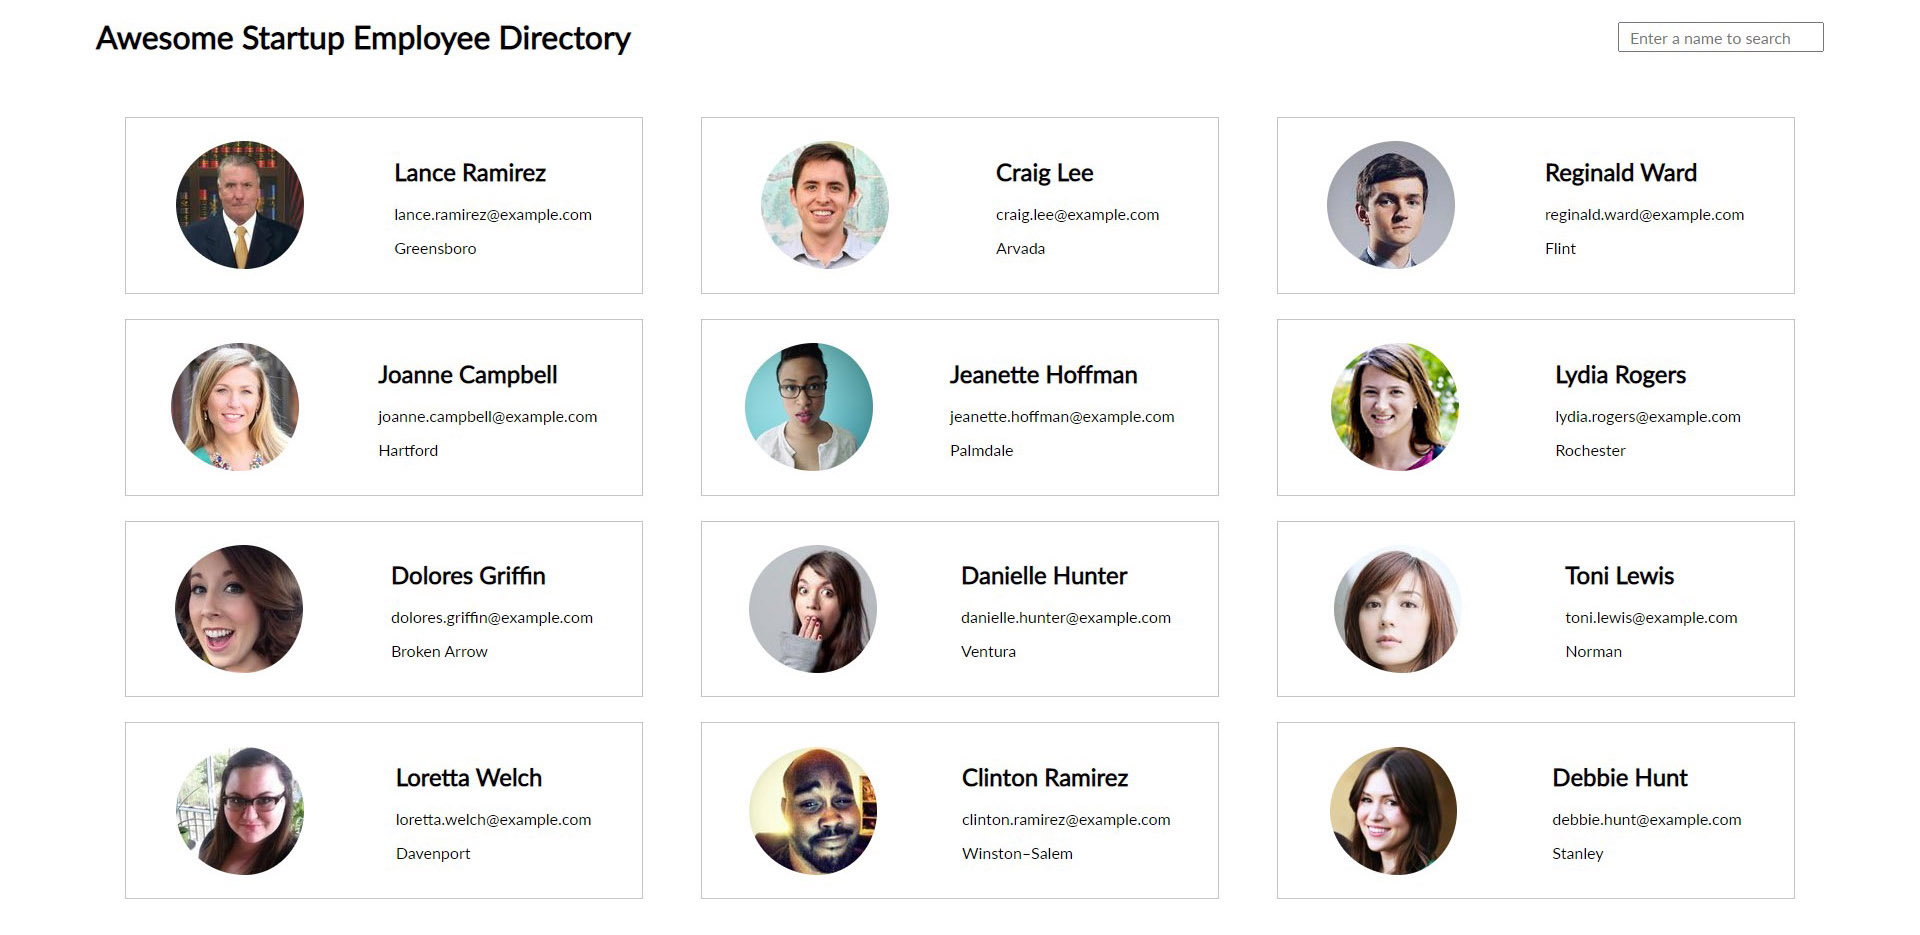 Awesome Startup Employee Directory
Enter a name to search
Lance Ramirez
lance.ramirez@example.com
Greensboro
Craig Lee
craig.lee@example.com
Arvada
Reginald Ward
reginald.ward@example.com
Flint
Joanne Campbell
joanne.campbell@example.com
Hartford
Jeanette Hoffman
jeanette.hoffman@example.com
Palmdale
Lydia Rogers
lydia.rogers@example.com
Rochester
Dolores Griffin
dolores.griffin@example.com
Broken Arrow
Danielle Hunter
danielle.hunter@example.com
Ventura
Toni Lewis
toni.lewis@example.com
Norman
Loretta Welch
loretta.welch@example.com
Davenport
Clinton Ramirez
clinton.ramirez@example.com
Winston–Salem
Debbie Hunt
debbie.hunt@example.com
Stanley